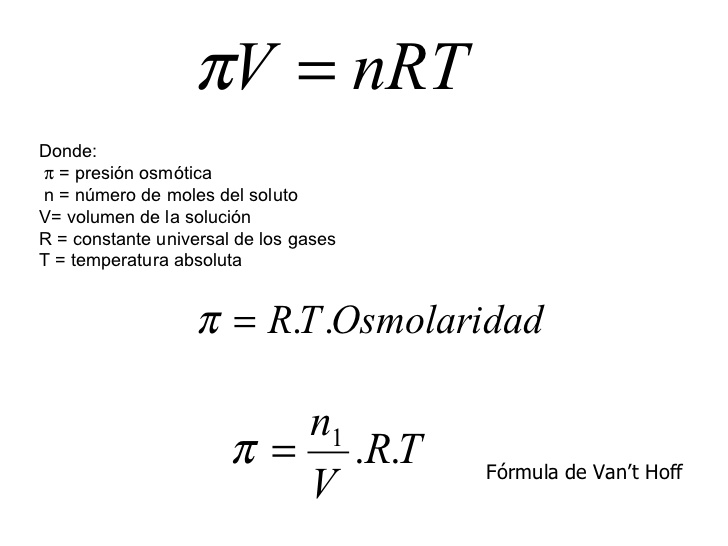 πV = nRT
Donde:
π = presión osmótica
n = número de moles del soluto
V= volumen de la solución
R = constante universal de los gases
T = temperatura absoluta
π = R.T.Osmolaridad
π = n₁/V .R.T
Fórmula de Van’t Hoff